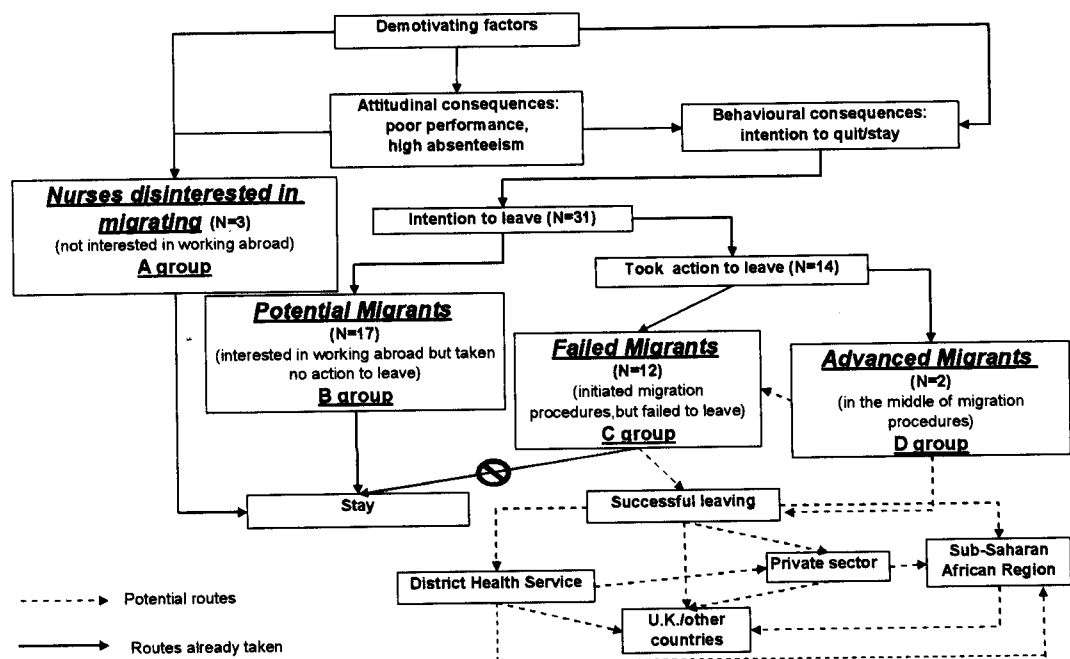 Demotivating factors
Attitudinal consequences:
poor performance,
high absenteeism
Behavioural consequences:
intention to quit/stay
Nurses disinterested in
migrating (N=3)
(not interested in working abroad)
A group
Intention to leave (N=31)
Took action to leave (N=14)
Potential Migrants
(N=17)
(interested in working abroad but taken
no action to leave)
B group
Failed Migrants
(N=12)
(initiated migration
procedures,but failed to leave)
C group
Advanced Migrants
(N=2)
(in the middle of migration
procedures)
D group
Stay
Successful leaving
District Health Service
Private sector
Sub-Saharan
African Region
U.K./other
countries
Potential routes
Routes already taken